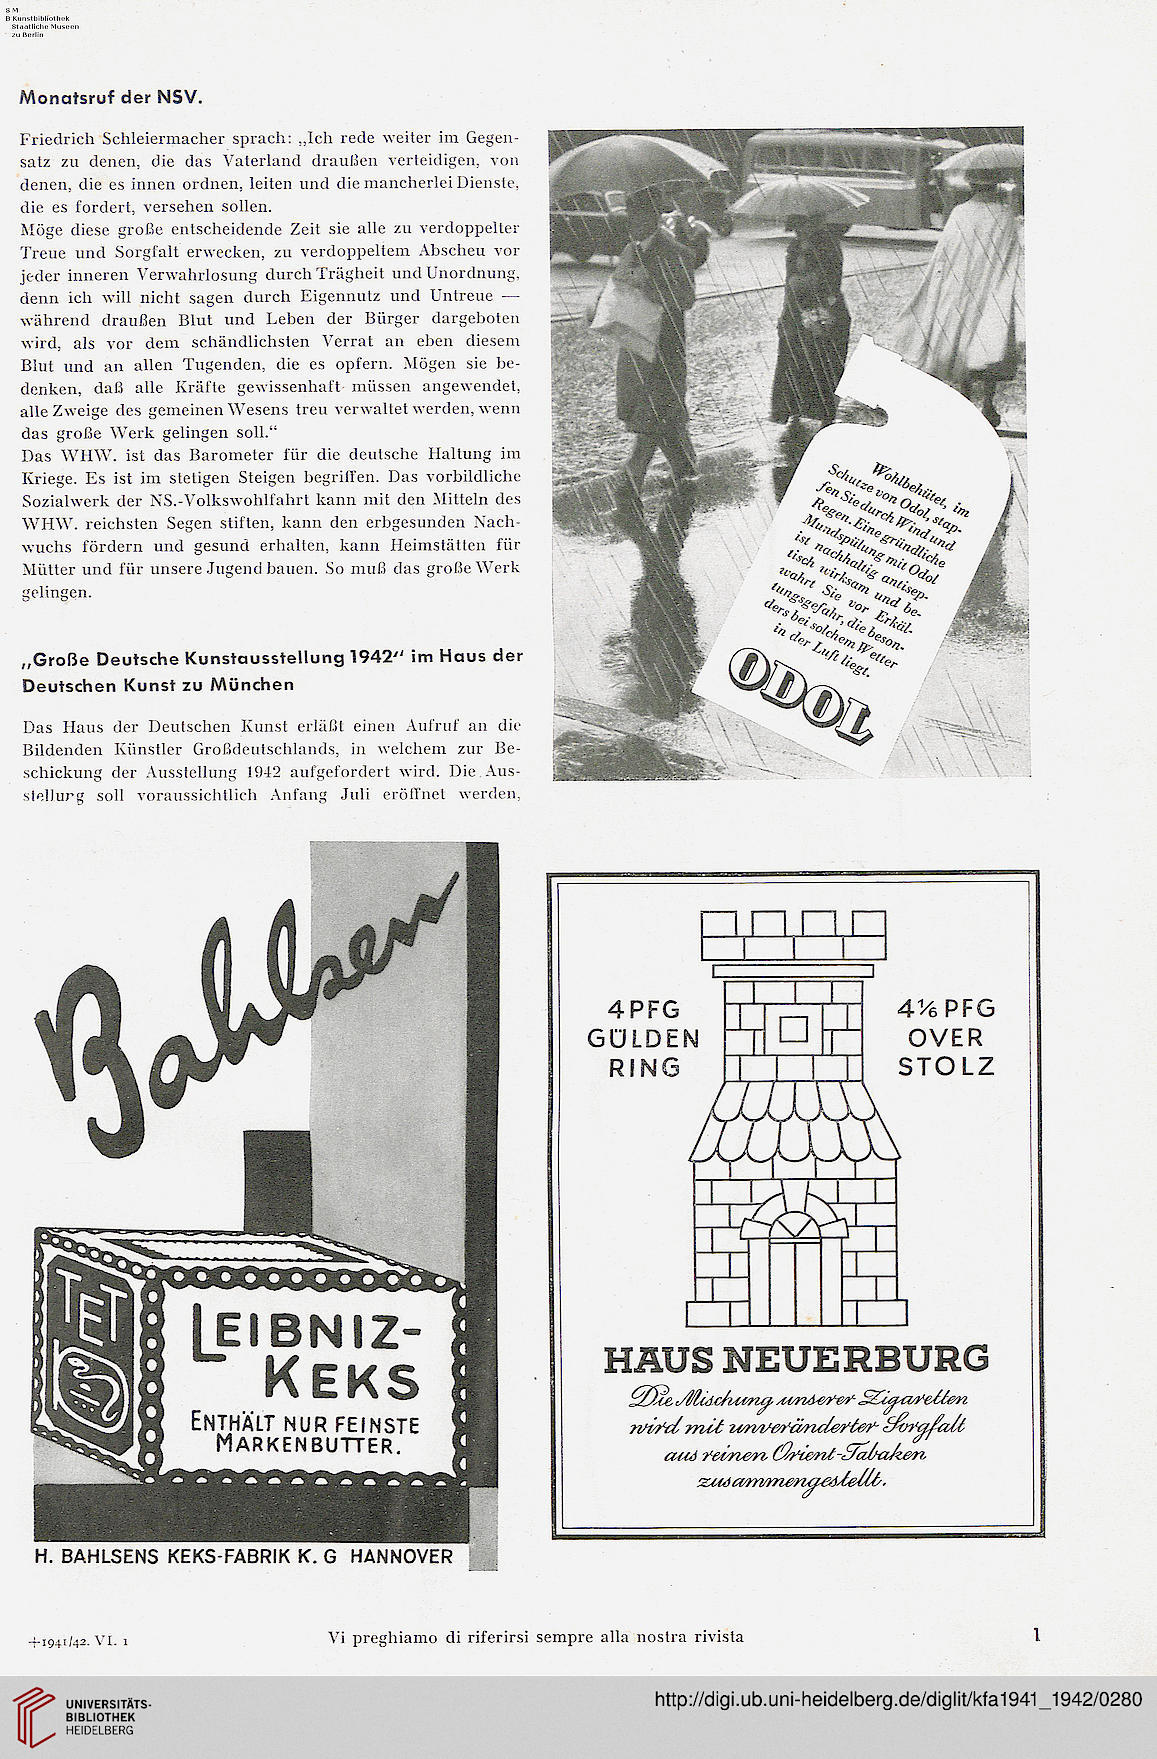 S M
B Kunstbibliothek
Staatliche Museen
zu Berlin
Monatsruf der NSV.
Friedrich Schleiermacher sprach: „Ich rede weiter im Gegen-
satz zu denen, die das Vaterland draußen verteidigen, von
denen, die es innen ordnen, leiten und die mancherlei Dienste,
die es fordert, versehen sollen.
Möge diese große entscheidende Zeit sie alle zu verdoppelter
Treue und Sorgfalt erwecken, zu verdoppeltem Abscheu vor
jeder inneren Verwahrlosung durch Trägheit und Unordnung,
denn ich will nicht sagen durch Eigennutz und Untreue —
während draußen Blut und Leben der Bürger dargeboten
wird, als vor dem schändlichsten Verrat an eben diesem
Blut und an allen Tugenden, die es opfern. Mögen sie be-
denken, daß alle Kräfte gewissenhaft müssen angewendet,
alle Zweige des gemeinen Wesens treu verwaltet werden, wenn
das große Werk gelingen soll.“
Das WHW. ist das Barometer für die deutsche Haltung im
Kriege. Es ist im stetigen Steigen begriffen. Das vorbildliche
Sozialwerk der NS.-Volkswohlfahrt kann mit den Mitteln des
WHW. reichsten Segen stiften, kann den erbgesunden Nach-
wuchs fördern und gesund erhalten, kann Heimstätten für
Mütter und für unsere Jugend bauen. So muß das große Werk
gelingen.
„Große Deutsche Kunstausstellung 1942“ im Haus der
Deutschen Kunst zu München
Das Haus der Deutschen Kunst erläßt einen Aufruf an die
Bildenden Künstler Großdeutschlands, in welchem zur Be-
schickung der Ausstellung 1942 aufgefordert wird. Die Aus-
stellung soll voraussichtlich Anfang Juli eröffnet werden,
Wohlbehütet, im
Schutze von Odol, stap-
fen Sie durch Wind und
Regen. Eine gründliche
Mundspülung mit Odol
ist nachhaltig antisep-
tisch wirksam und be-
wahrt Sie vor Erkäl-
tungsgefahr, die beson-
ders bei solchem Wetter
in der Luft liegt.
ODOL
Bahlsen
TET
LEIBNIZ-
KEKS
ENTHÄLT NUR FEINSTE
MARKENBUTTER.
H. BAHLSENS KEKS-FABRIK K. G HANNOVER
4 PFG
GÜLDEN
RING
4 1/6 PFG
OVER
STOLZ
HAUS NEUERBURG
Die Mischung unserer Zigaretten
wird mit unveränderter Sorgfalt
aus reinen Orient-Tabaken
zusammengestellt.
+1941/42. VI. 1
Vi preghiamo di riferirsi sempre alla nostra rivista
1
UNIVERSITÄTS-
BIBLIOTHEK
HEIDELBERG
http://digi.ub.uni-heidelberg.de/diglit/kfa1941_1942/0280